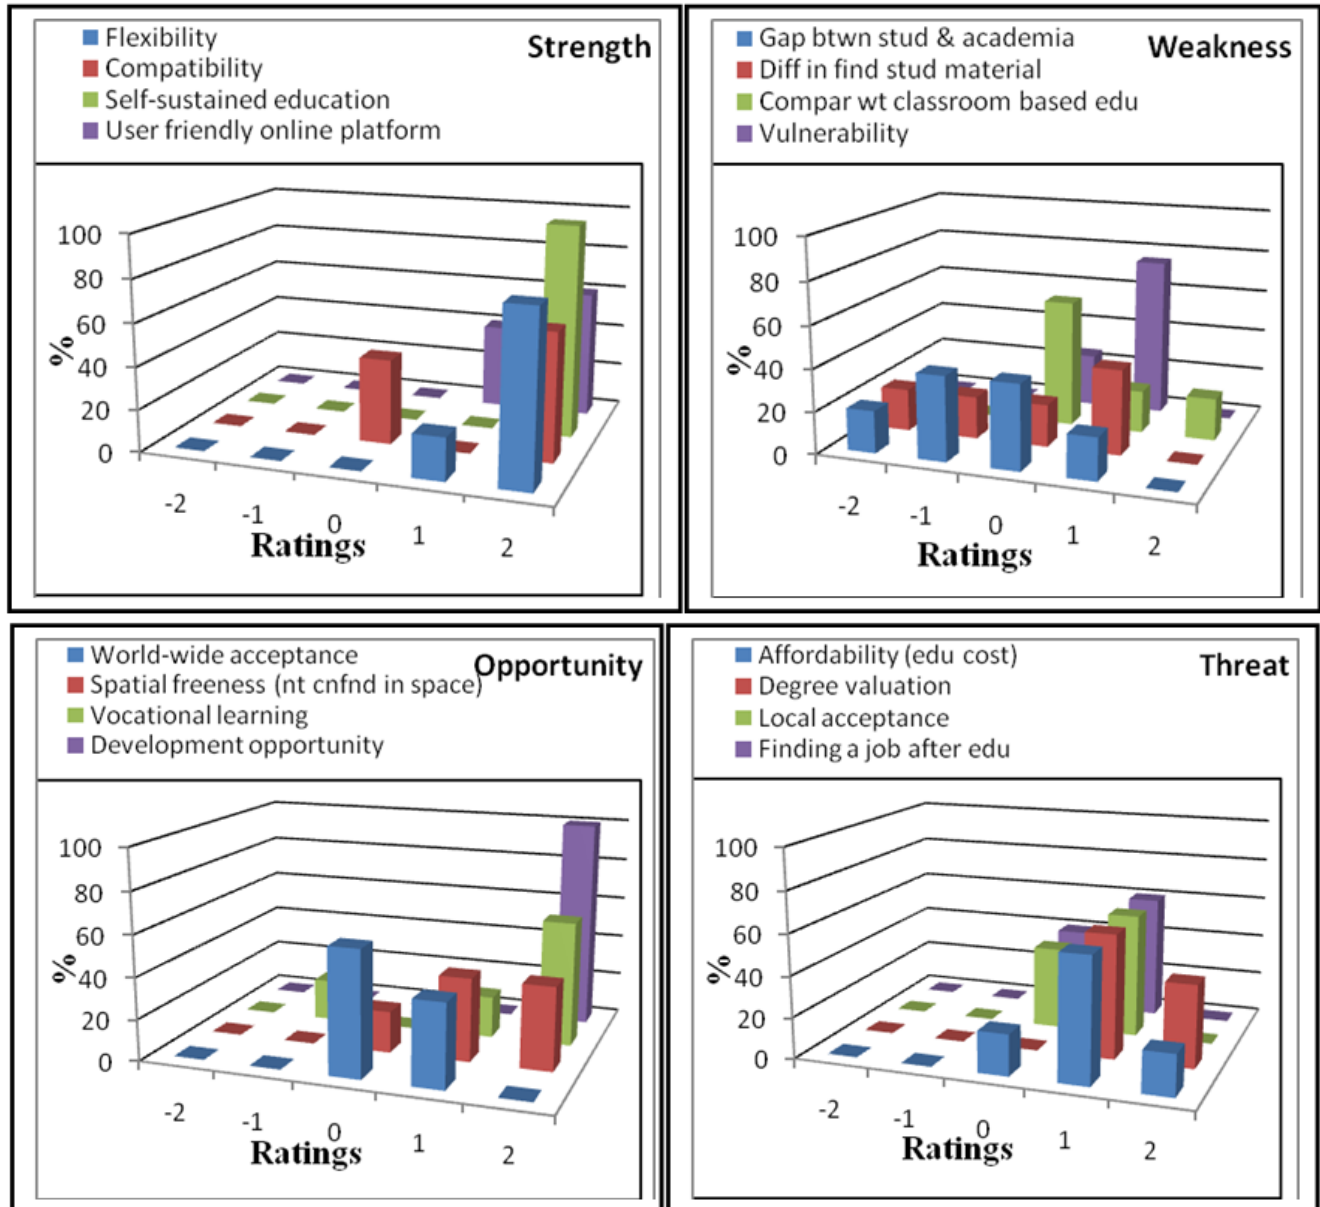 Flexibility
Strength
Compatibility
Self-sustained education
User friendly online platform
100
80
60
40
20
0
%
-2
-1
0
1
2
Ratings
Gap btwn stud & academia
Weakness
Diff in find stud material
Compar wt classroom based edu
Vulnerability
100
80
60
40
20
0
%
-2
-1
0
1
2
Ratings
World-wide acceptance
Opportunity
Spatial freeness (nt cnfnd in space)
Vocational learning
Development opportunity
100
80
60
40
20
0
%
-2
-1
0
1
2
Ratings
Affordability (edu cost)
Threat
Degree valuation
Local acceptance
Finding a job after edu
100
80
60
40
20
0
%
-2
-1
0
1
2
Ratings